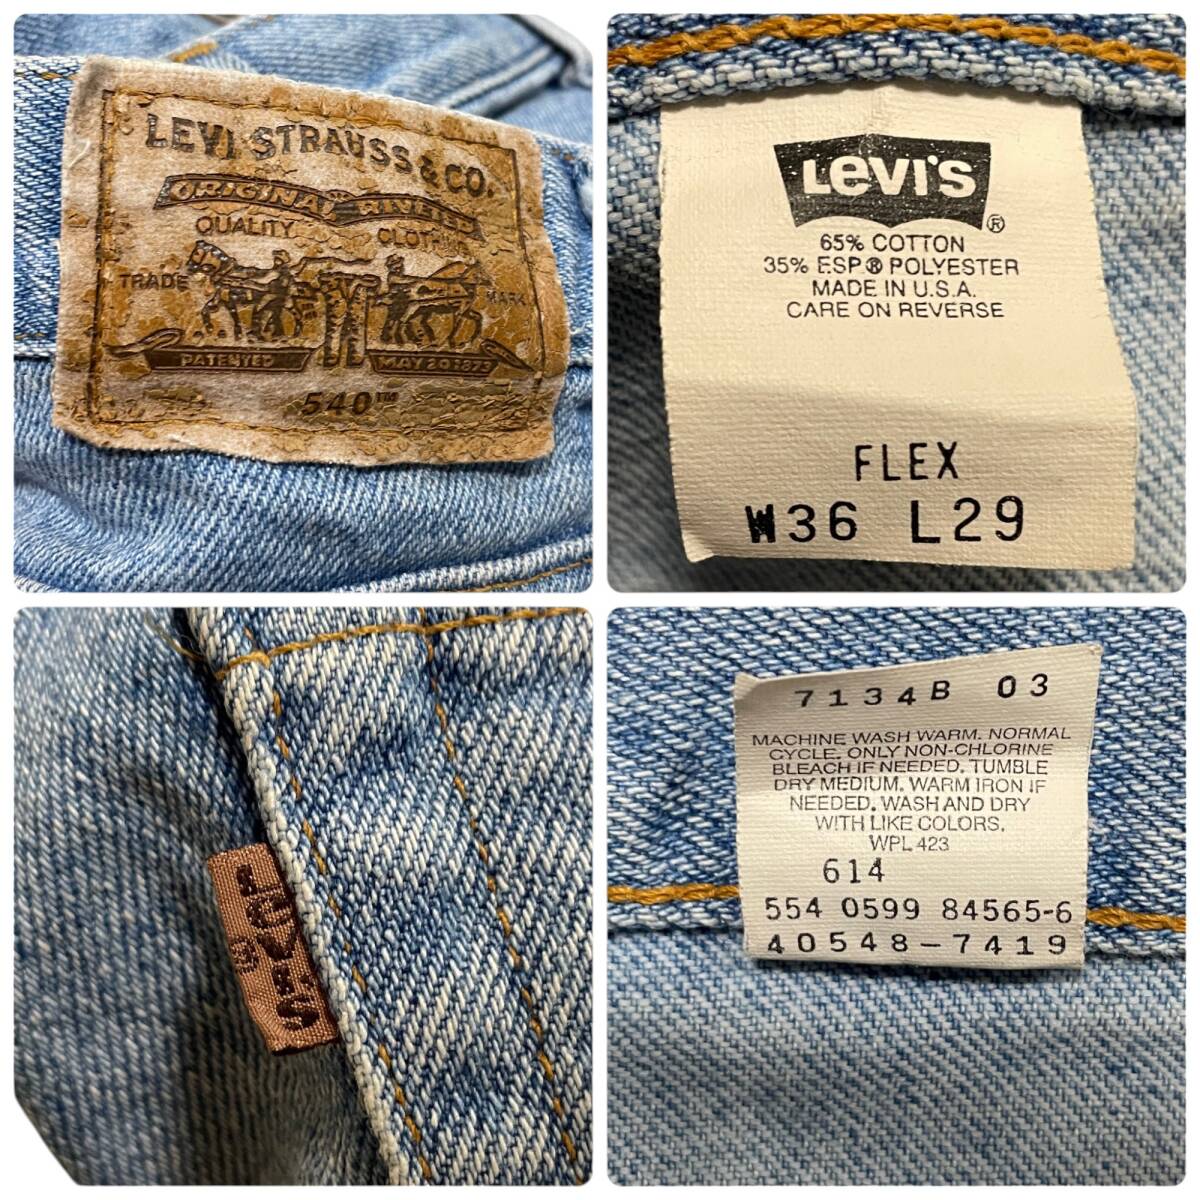 LEVI STRAUSS & CO.
ORIGINAL RIVETED
QUALITY CLOTHING
TRADE MARK
PATENTED MAY 20 1873
540™
LEVI'S®
65% COTTON
35% ESP® POLYESTER
MADE IN U.S.A.
CARE ON REVERSE
FLEX
W36 L29
LEVI'S
®
7134B 03
MACHINE WASH WARM. NORMAL
CYCLE. ONLY NON-CHLORINE
BLEACH IF NEEDED. TUMBLE
DRY MEDIUM. WARM IRON IF
NEEDED. WASH AND DRY
WITH LIKE COLORS.
WPL 423
614
554 0599 84565-6
40548-7419